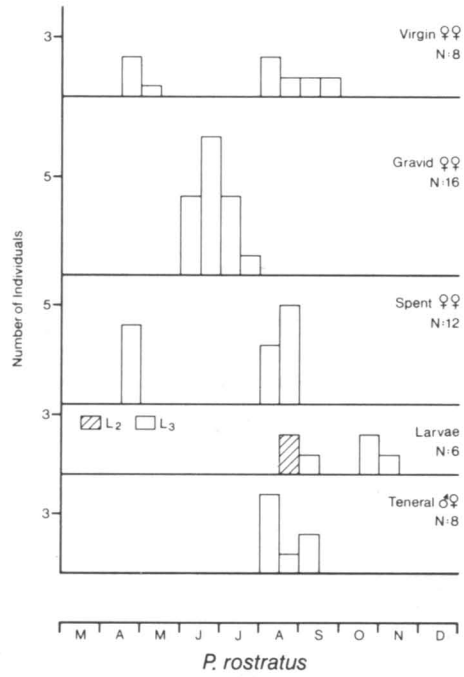 3
Virgin ♀♀
N:8
Gravid ♀♀
N:16
5
Number of Individuals
5
Spent ♀♀
N:12
3
L2 L3
Larvae
N:6
3
Teneral ♂♀
N:8
M A M J J A S O N D
P. rostratus